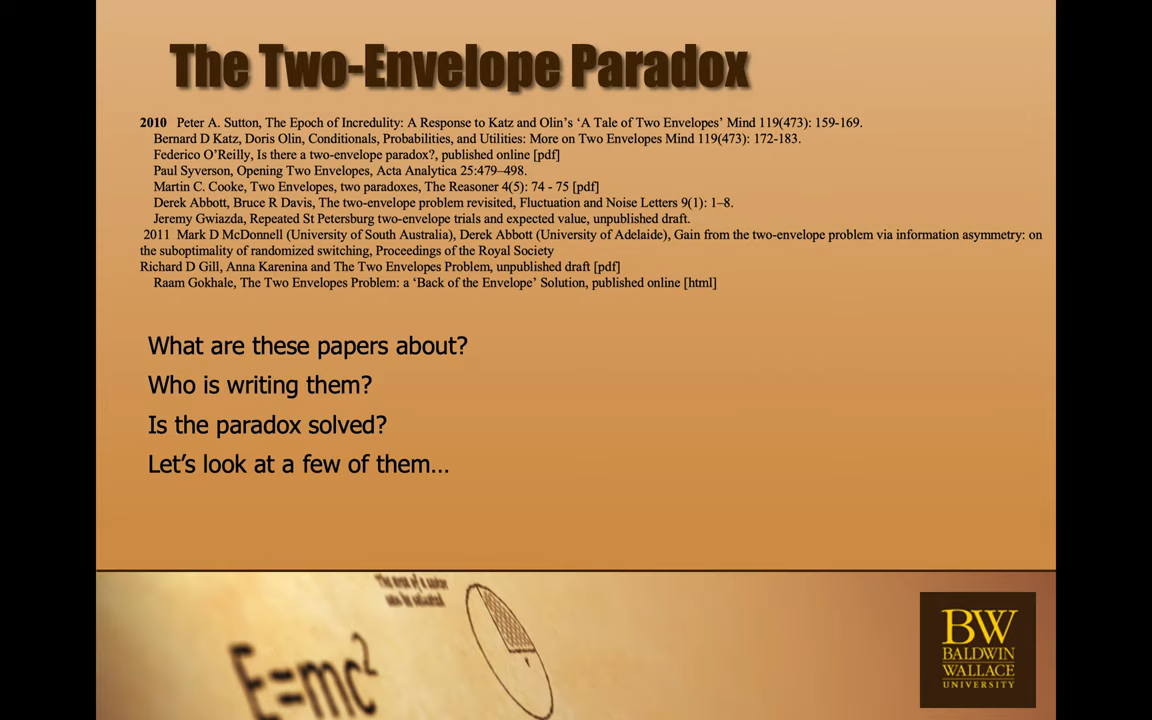 The Two-Envelope Paradox
2010 Peter A. Sutton, The Epoch of Incredulity: A Response to Katz and Olin’s ‘A Tale of Two Envelopes’ Mind 119(473): 159-169.
Bernard D Katz, Doris Olin, Conditionals, Probabilities, and Utilities: More on Two Envelopes Mind 119(473): 172-183.
Federico O’Reilly, Is there a two-envelope paradox?, published online [pdf]
Paul Syverson, Opening Two Envelopes, Acta Analytica 25:479–498.
Martin C. Cooke, Two Envelopes, two paradoxes, The Reasoner 4(5): 74 - 75 [pdf]
Derek Abbott, Bruce R Davis, The two-envelope problem revisited, Fluctuation and Noise Letters 9(1): 1–8.
Jeremy Gwiazda, Repeated St Petersburg two-envelope trials and expected value, unpublished draft.
2011 Mark D McDonnell (University of South Australia), Derek Abbott (University of Adelaide), Gain from the two-envelope problem via information asymmetry: on
the suboptimality of randomized switching, Proceedings of the Royal Society
Richard D Gill, Anna Karenina and The Two Envelopes Problem, unpublished draft [pdf]
Raam Gokhale, The Two Envelopes Problem: a ‘Back of the Envelope’ Solution, published online [html]
What are these papers about?
Who is writing them?
Is the paradox solved?
Let’s look at a few of them…
E=mc²
BW
BALDWIN
WALLACE
UNIVERSITY